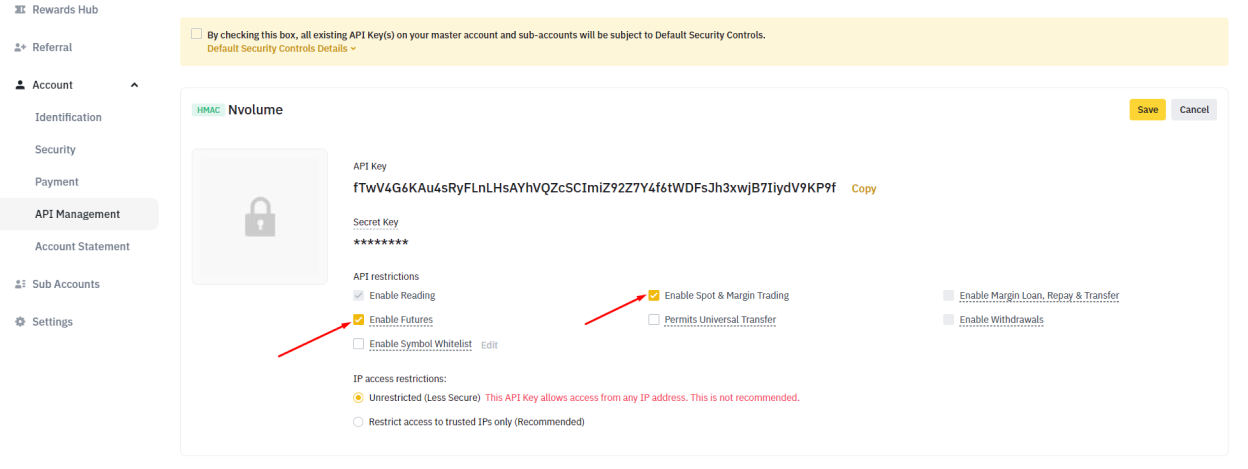 Rewards Hub
Referral
Account
Identification
Security
Payment
API Management
Account Statement
Sub Accounts
Settings
By checking this box, all existing API Key(s) on your master account and sub-accounts will be subject to Default Security Controls.
Default Security Controls Details
HMAC Nvolume
Save Cancel
API Key
fTwV4G6KAu4sRyFLnLHsAYhVQZcSCImiZ92Z7Y4f6tWDFsJh3xwjB7IiydV9KP9f Copy
Secret Key
********
API restrictions
Enable Reading Enable Spot & Margin Trading Enable Margin Loan, Repay & Transfer
Enable Futures Permits Universal Transfer Enable Withdrawals
Enable Symbol Whitelist Edit
IP access restrictions:
Unrestricted (Less Secure) This API Key allows access from any IP address. This is not recommended.
Restrict access to trusted IPs only (Recommended)